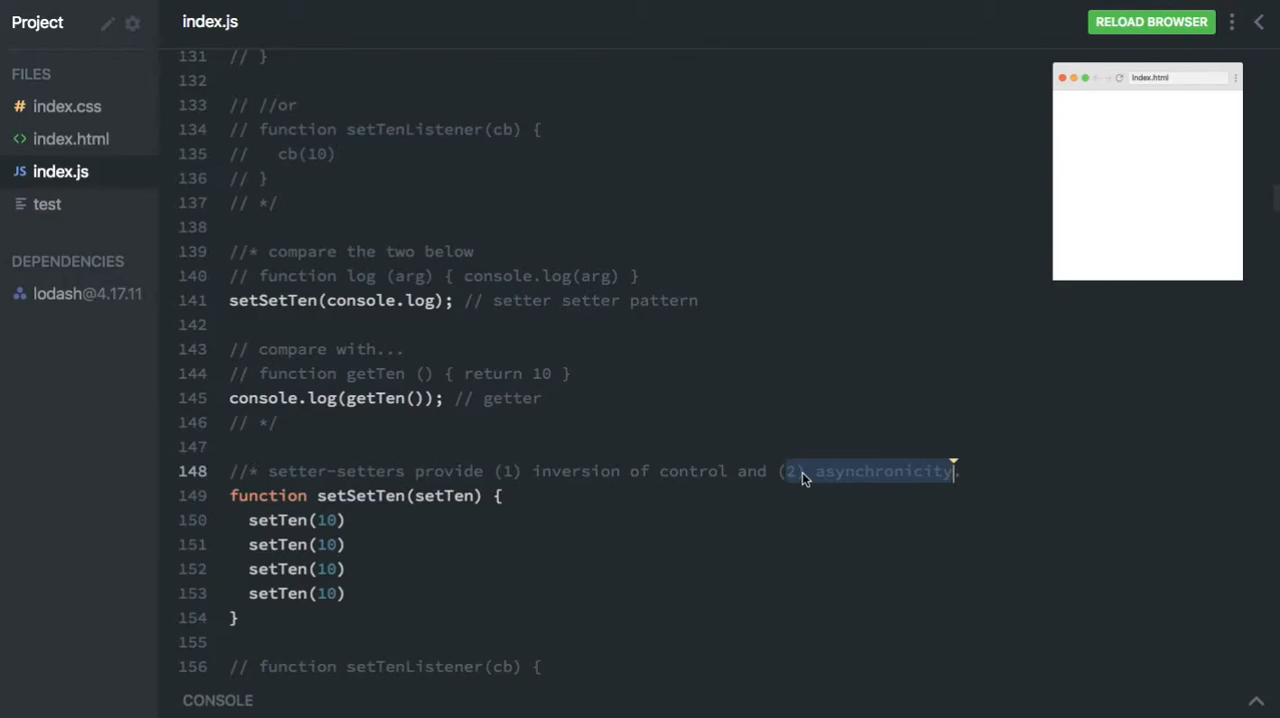 Project
index.js
RELOAD BROWSER
FILES
# index.css
<> index.html
JS index.js
test
DEPENDENCIES
lodash@4.17.11
131 // }
132
133 // //or
134 // function setTenListener(cb) {
135 //   cb(10)
136 // }
137 // */
138
139 //* compare the two below
140 // function log (arg) { console.log(arg) }
141 setSetTen(console.log); // setter setter pattern
142
143 // compare with...
144 // function getTen () { return 10 }
145 console.log(getTen()); // getter
146 // */
147
148 //* setter-setters provide (1) inversion of control and (2) asynchronicity.
149 function setSetTen(setTen) {
150   setTen(10)
151   setTen(10)
152   setTen(10)
153   setTen(10)
154 }
155
156 // function setTenListener(cb) {
Index.html
CONSOLE